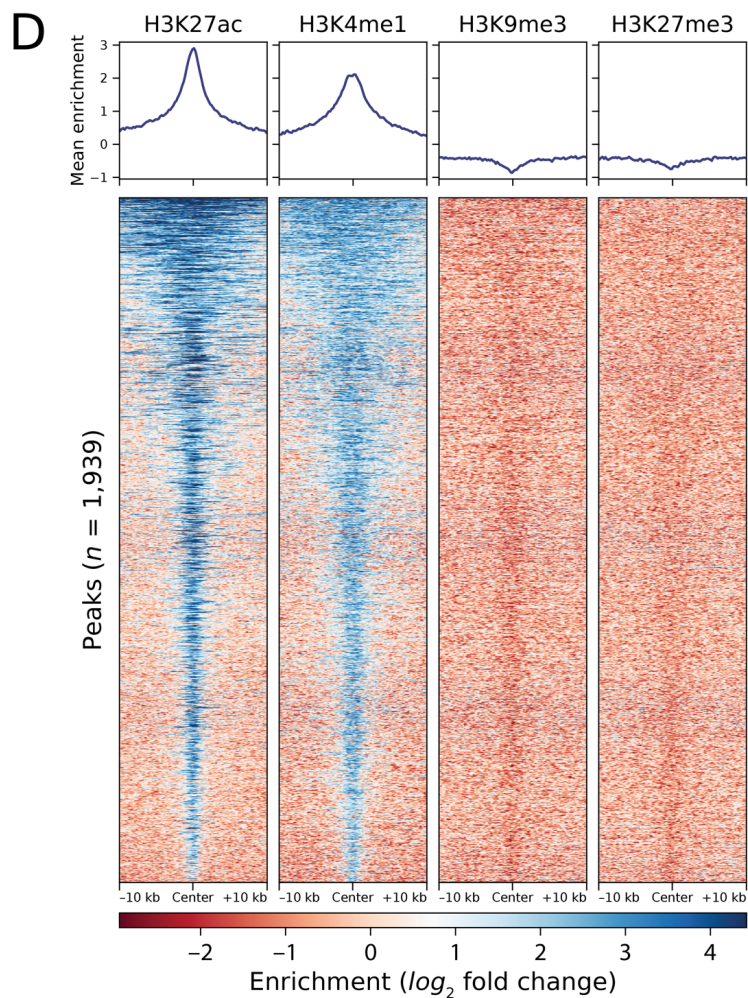 D
H3K27ac H3K4me1 H3K9me3 H3K27me3
Mean enrichment
3
2
1
0
−1
Peaks (n = 1,939)
−10 kb Center +10 kb −10 kb Center +10 kb −10 kb Center +10 kb −10 kb Center +10 kb
−2 −1 0 1 2 3 4
Enrichment (log2 fold change)